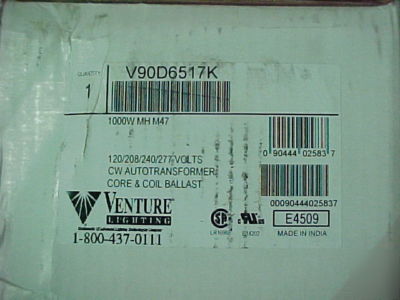 QUANTITY
1
V90D6517K
1000W MH M47
0 90444 02583 7
120/208/240/277 VOLTS
CW AUTOTRANSFORMER
CORE & COIL BALLAST
00090444025837
VENTURE
LIGHTING
1-800-437-0111
E4509
MADE IN INDIA